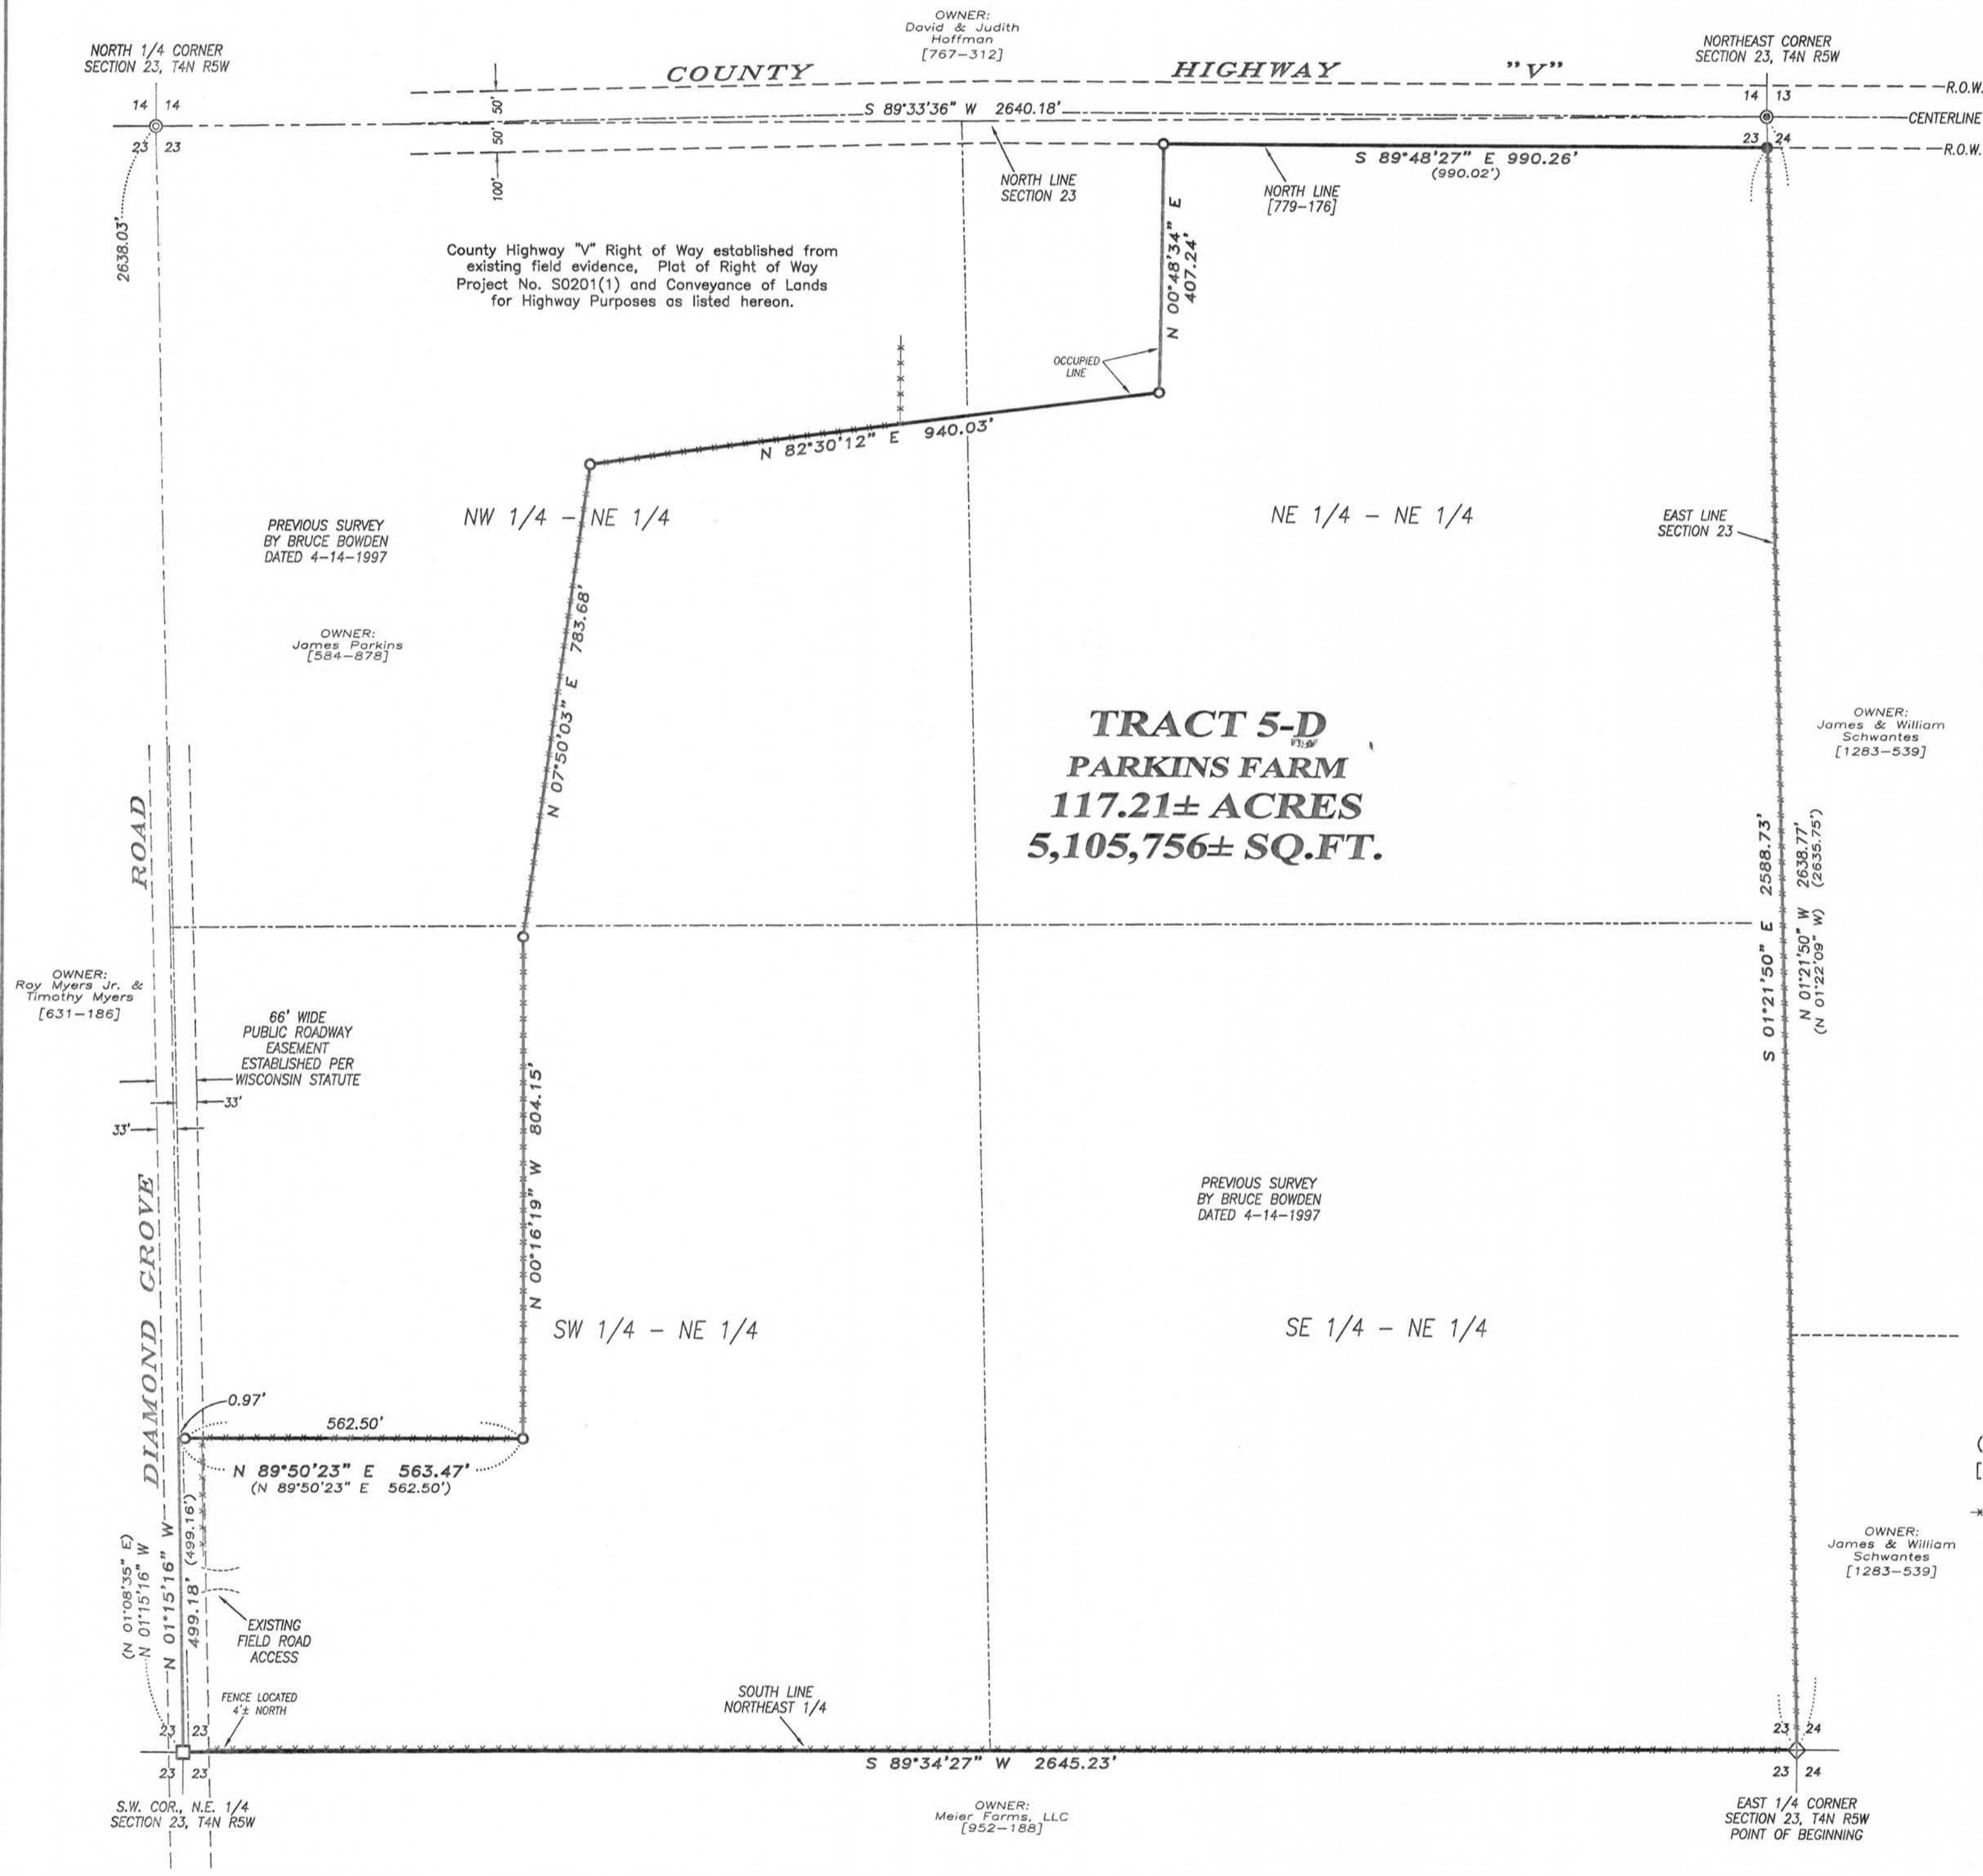 OWNER:
David & Judith
Hoffman
[767-312]
NORTH 1/4 CORNER
SECTION 23, T4N R5W
NORTHEAST CORNER
SECTION 23, T4N R5W
COUNTY HIGHWAY "V"
R.O.W.
14 14
50'
50'
100'
S 89°33'36" W 2640.18'
14 13
CENTERLINE
23 23
23 24
R.O.W.
2638.03'
NORTH LINE
SECTION 23
S 89°48'27" E 990.26'
(990.02')
NORTH LINE
[779-176]
N 00°48'34" E
407.24'
County Highway "V" Right of Way established from
existing field evidence, Plat of Right of Way
Project No. S0201(1) and Conveyance of Lands
for Highway Purposes as listed hereon.
OCCUPIED
LINE
N 82°30'12" E 940.03'
NW 1/4 - NE 1/4
NE 1/4 - NE 1/4
PREVIOUS SURVEY
BY BRUCE BOWDEN
DATED 4-14-1997
EAST LINE
SECTION 23
OWNER:
James Parkins
[584-878]
N 07°50'03" E 783.68'
TRACT 5-D
PARKINS FARM
117.21± ACRES
5,105,756± SQ.FT.
OWNER:
James & William
Schwantes
[1283-539]
S 01°21'50" E 2588.73'
N 01°21'50" W 2638.77'
(N 01°22'09" W) (2635.75')
DIAMOND GROVE ROAD
OWNER:
Roy Myers Jr. &
Timothy Myers
[631-186]
66' WIDE
PUBLIC ROADWAY
EASEMENT
ESTABLISHED PER
WISCONSIN STATUTE
33'
33'
N 00°16'19" W 804.15'
PREVIOUS SURVEY
BY BRUCE BOWDEN
DATED 4-14-1997
SW 1/4 - NE 1/4
SE 1/4 - NE 1/4
0.97'
562.50'
N 89°50'23" E 563.47'
(N 89°50'23" E 562.50')
(N 01°08'35" E)
N 01°15'16" W
N 01°15'16" W
499.18' (499.16')
EXISTING
FIELD ROAD
ACCESS
OWNER:
James & William
Schwantes
[1283-539]
FENCE LOCATED
4'± NORTH
SOUTH LINE
NORTHEAST 1/4
23 23
23 24
S 89°34'27" W 2645.23'
23 23
23 24
S.W. COR., N.E. 1/4
SECTION 23, T4N R5W
OWNER:
Meier Farms, LLC
[952-188]
EAST 1/4 CORNER
SECTION 23, T4N R5W
POINT OF BEGINNING